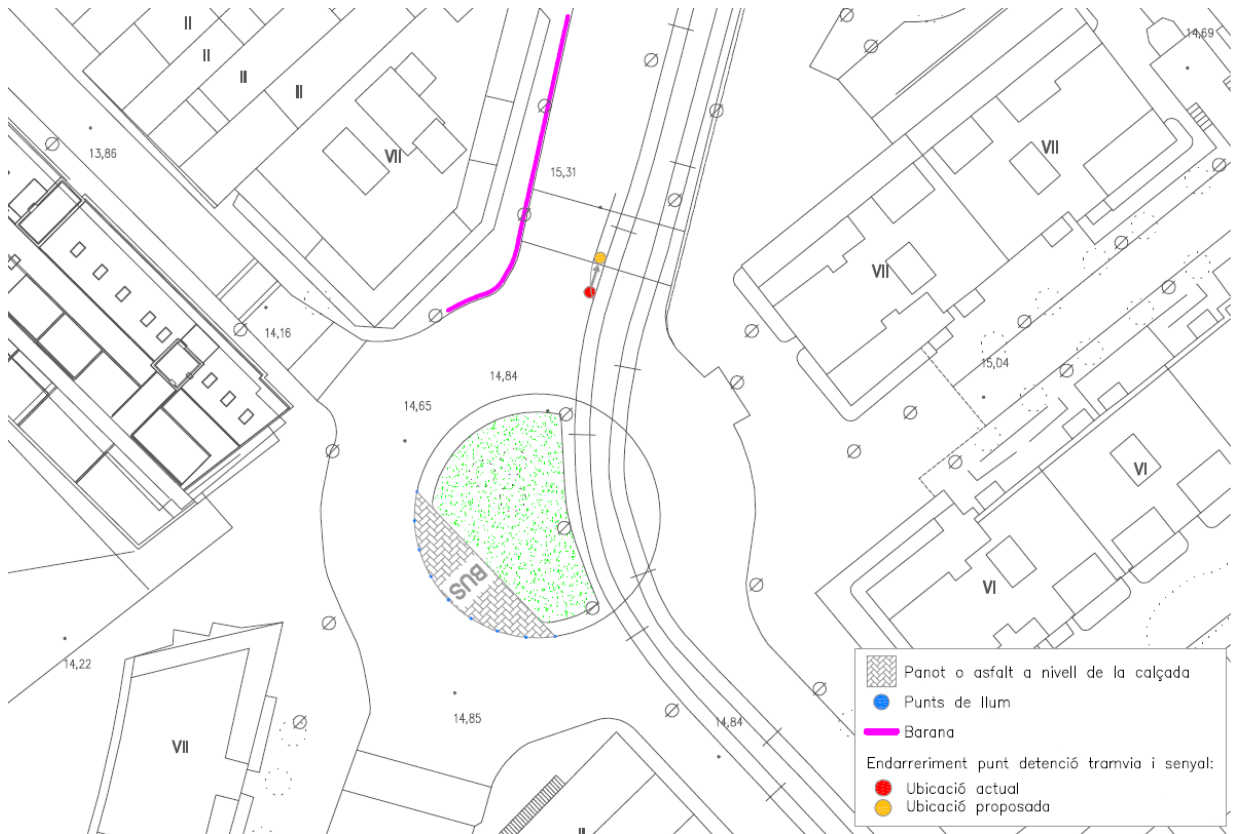 II
II
II
II
14,69
13,86
VII
VII
15,31
VII
14,16
15,04
14,84
14,65
VI
BUS
VI
14,22
14,85
14,84
VII
II
Panot o asfalt a nivell de la calçada
Punts de llum
Barana
Endarreriment punt detenció tramvia i senyal:
Ubicació actual
Ubicació proposada